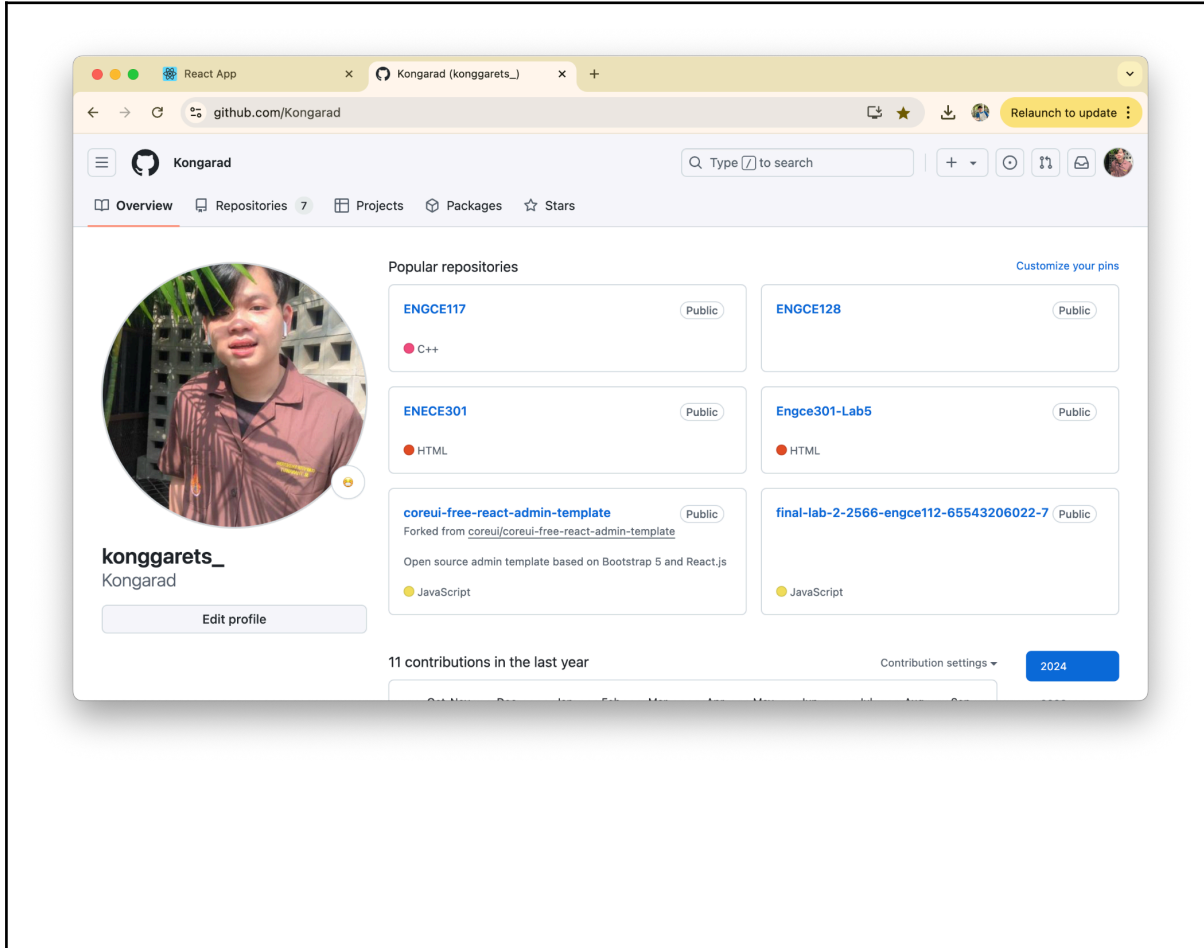 React App
Kongarad (konggarets_)
github.com/Kongarad
Relaunch to update
Kongarad
Type / to search
Overview
Repositories 7
Projects
Packages
Stars
Popular repositories
Customize your pins
ENGCE117 Public
C++
ENGCE128 Public
ENECE301 Public
HTML
Engce301-Lab5 Public
HTML
coreui-free-react-admin-template Public
Forked from coreui/coreui-free-react-admin-template
Open source admin template based on Bootstrap 5 and React.js
JavaScript
final-lab-2-2566-engce112-65543206022-7 Public
JavaScript
konggarets_
Kongarad
Edit profile
11 contributions in the last year
Contribution settings
2024